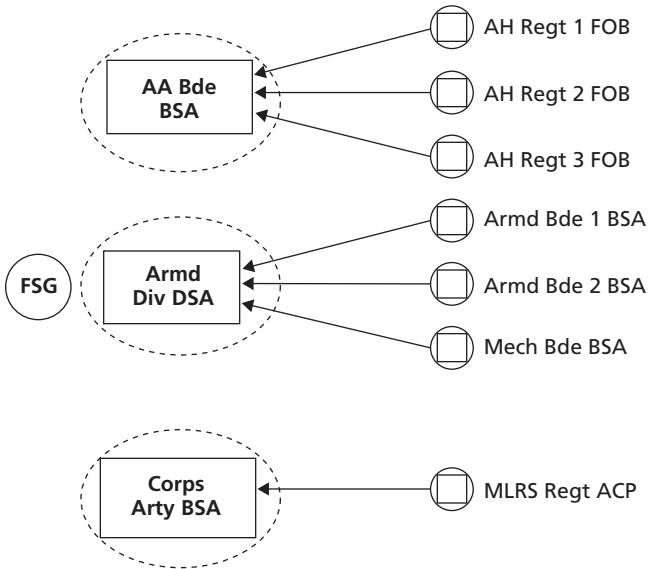 AH Regt 1 FOB
AA Bde
BSA
AH Regt 2 FOB
AH Regt 3 FOB
Armd Bde 1 BSA
FSG
Armd
Div DSA
Armd Bde 2 BSA
Mech Bde BSA
Corps
Arty BSA
MLRS Regt ACP